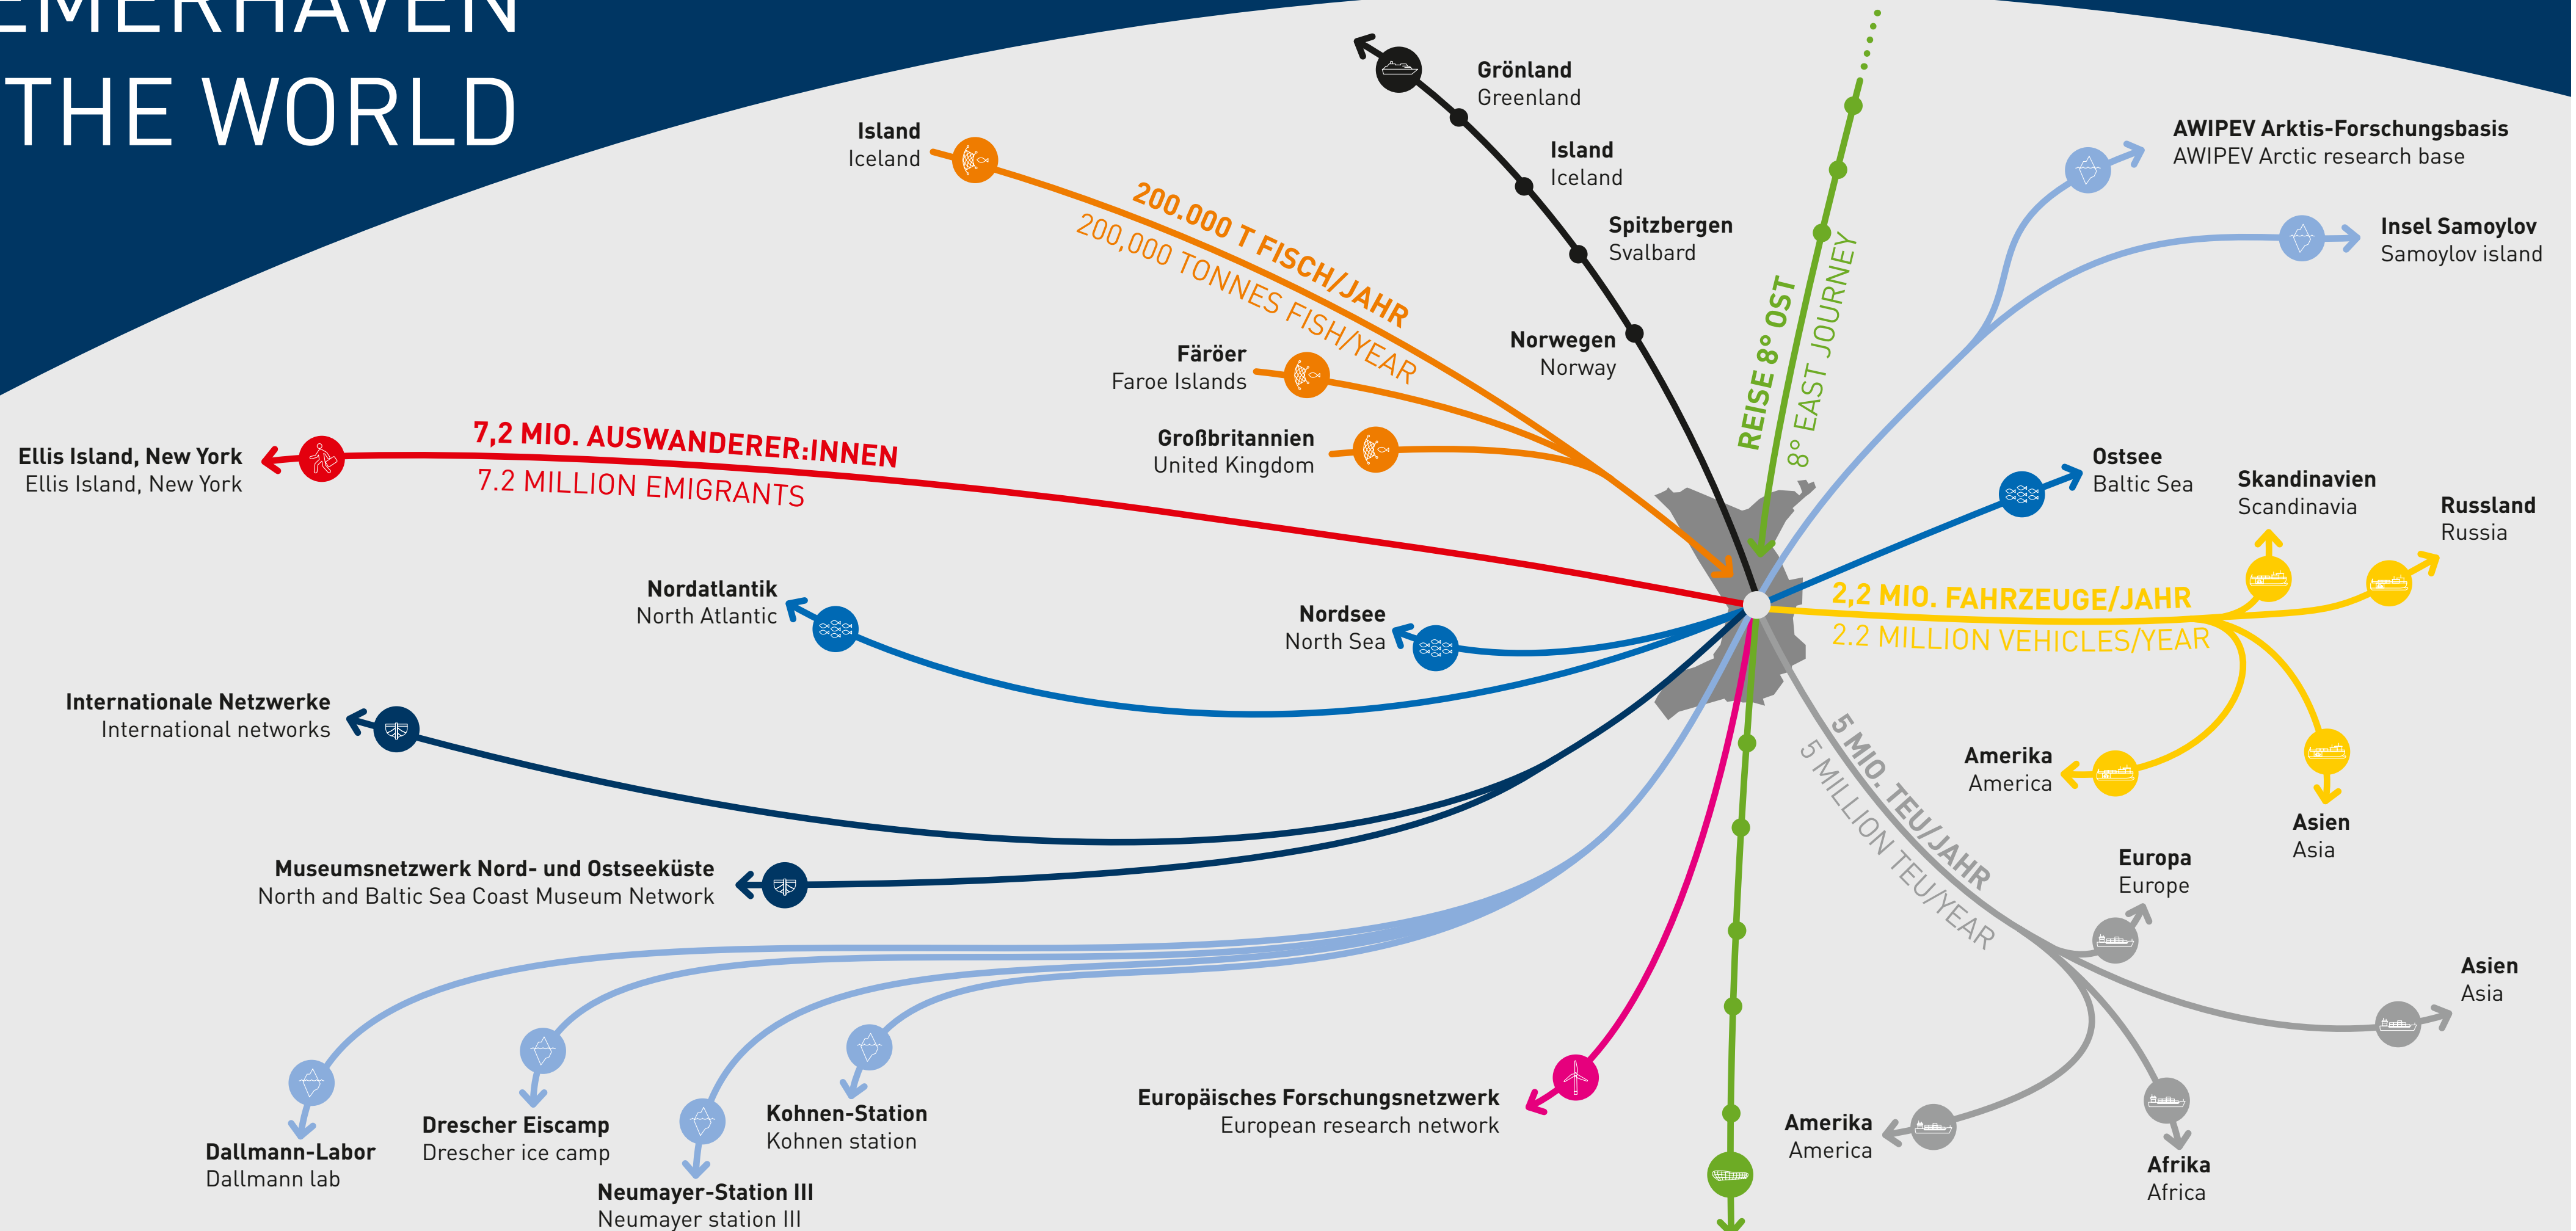 EMERHAVEN
THE WORLD
Grönland
Greenland
Island
Iceland
Island
Iceland
Spitzbergen
Svalbard
Norwegen
Norway
200.000 T FISCH/JAHR
200,000 TONNES FISH/YEAR
REISE 8° OST
8° EAST JOURNEY
AWIPEV Arktis-Forschungsbasis
AWIPEV Arctic research base
Insel Samoylov
Samoylov island
Färöer
Faroe Islands
Großbritannien
United Kingdom
Ellis Island, New York
Ellis Island, New York
7,2 MIO. AUSWANDERER:INNEN
7.2 MILLION EMIGRANTS
Ostsee
Baltic Sea
Skandinavien
Scandinavia
Russland
Russia
Nordatlantik
North Atlantic
Nordsee
North Sea
2,2 MIO. FAHRZEUGE/JAHR
2.2 MILLION VEHICLES/YEAR
Internationale Netzwerke
International networks
Amerika
America
Asien
Asia
5 MIO. TEU/JAHR
5 MILLION TEU/YEAR
Museumsnetzwerk Nord- und Ostseeküste
North and Baltic Sea Coast Museum Network
Europa
Europe
Asien
Asia
Dallmann-Labor
Dallmann lab
Drescher Eiscamp
Drescher ice camp
Neumayer-Station III
Neumayer station III
Kohnen-Station
Kohnen station
Europäisches Forschungsnetzwerk
European research network
Amerika
America
Afrika
Africa